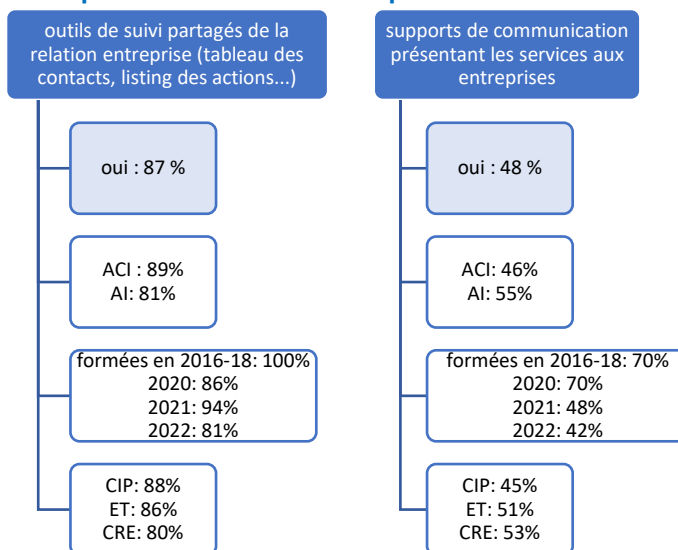 outils de suivi partagés de la
relation entreprise (tableau des
contacts, listing des actions...)
oui : 87 %
ACI : 89%
AI: 81%
formées en 2016-18: 100%
2020: 86%
2021: 94%
2022: 81%
CIP: 88%
ET: 86%
CRE: 80%
supports de communication
présentant les services aux
entreprises
oui : 48 %
ACI: 46%
AI: 55%
formées en 2016-18: 70%
2020: 70%
2021: 48%
2022: 42%
CIP: 45%
ET: 51%
CRE: 53%